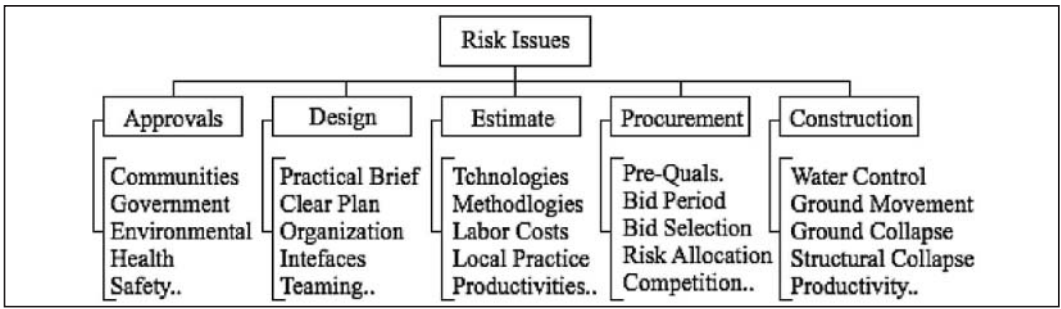 Risk Issues
Approvals
Communities
Government
Environmental
Health
Safety..
Design
Practical Brief
Clear Plan
Organization
Intefaces
Teaming..
Estimate
Tchnologies
Methodlogies
Labor Costs
Local Practice
Productivities..
Procurement
Pre-Quals.
Bid Period
Bid Selection
Risk Allocation
Competition..
Construction
Water Control
Ground Movement
Ground Collapse
Structural Collapse
Productivity..